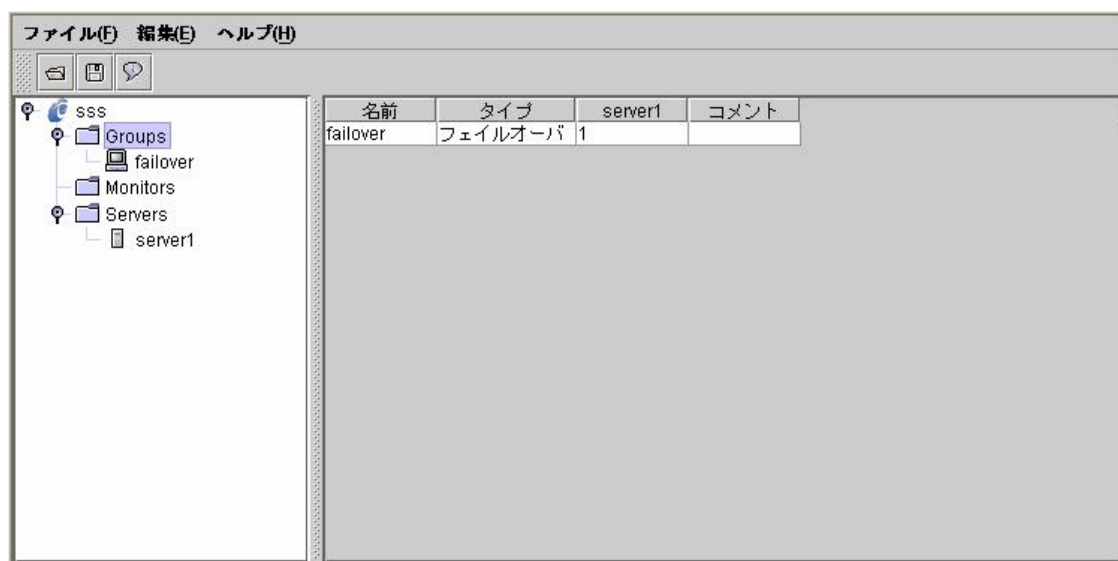 ファイル(F) 編集(E) ヘルプ(H)
sss
Groups
failover
Monitors
Servers
server1
名前 タイプ server1 コメント
failover フェイルオーバ 1